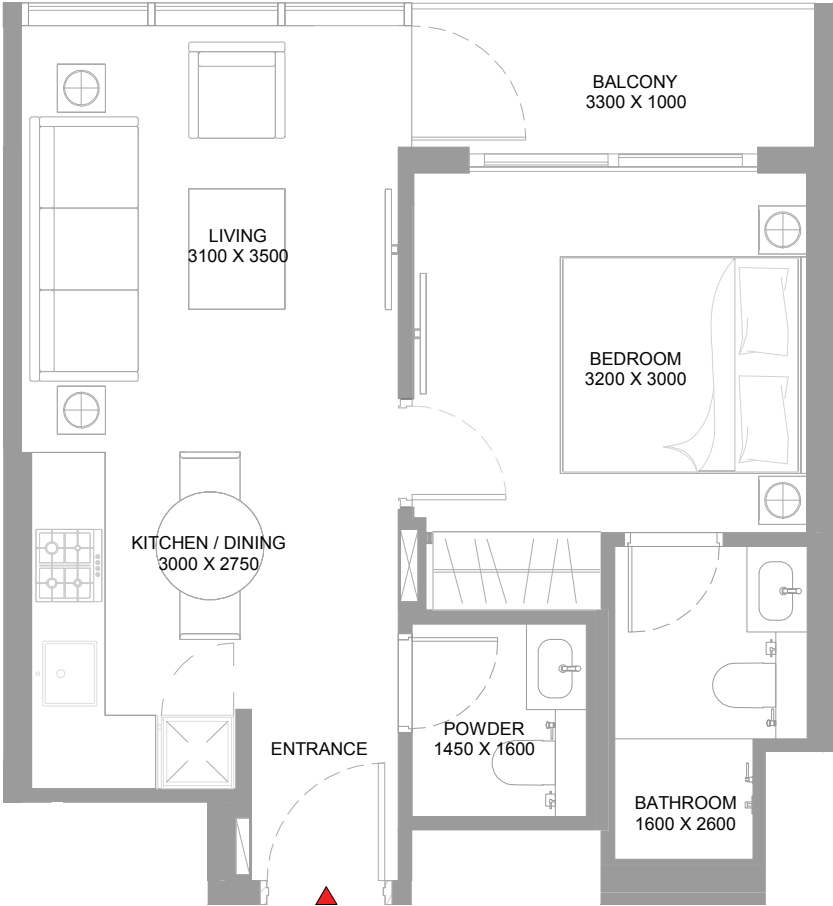 BALCONY
3300 X 1000
LIVING
3100 X 3500
BEDROOM
3200 X 3000
KITCHEN / DINING
3000 X 2750
POWDER
1450 X 1600
ENTRANCE
BATHROOM
1600 X 2600